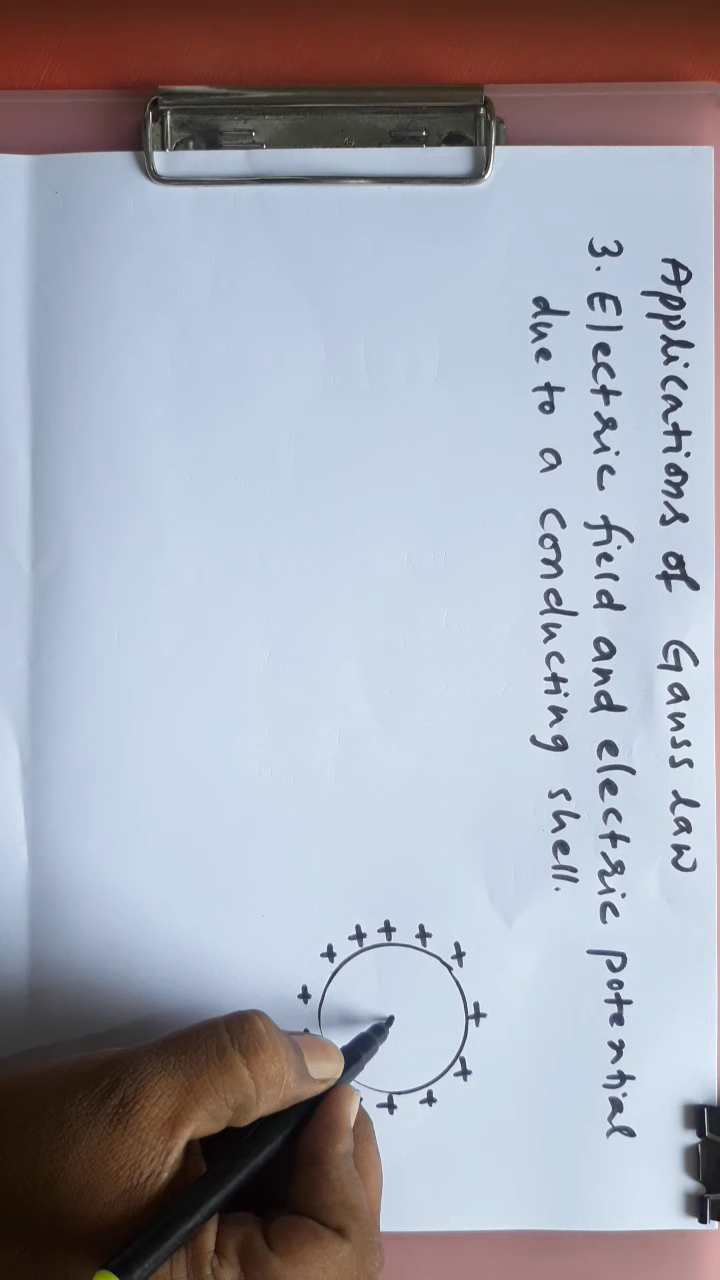 Applications of Gauss law
3. Electric field and electric potential
due to a conducting shell.